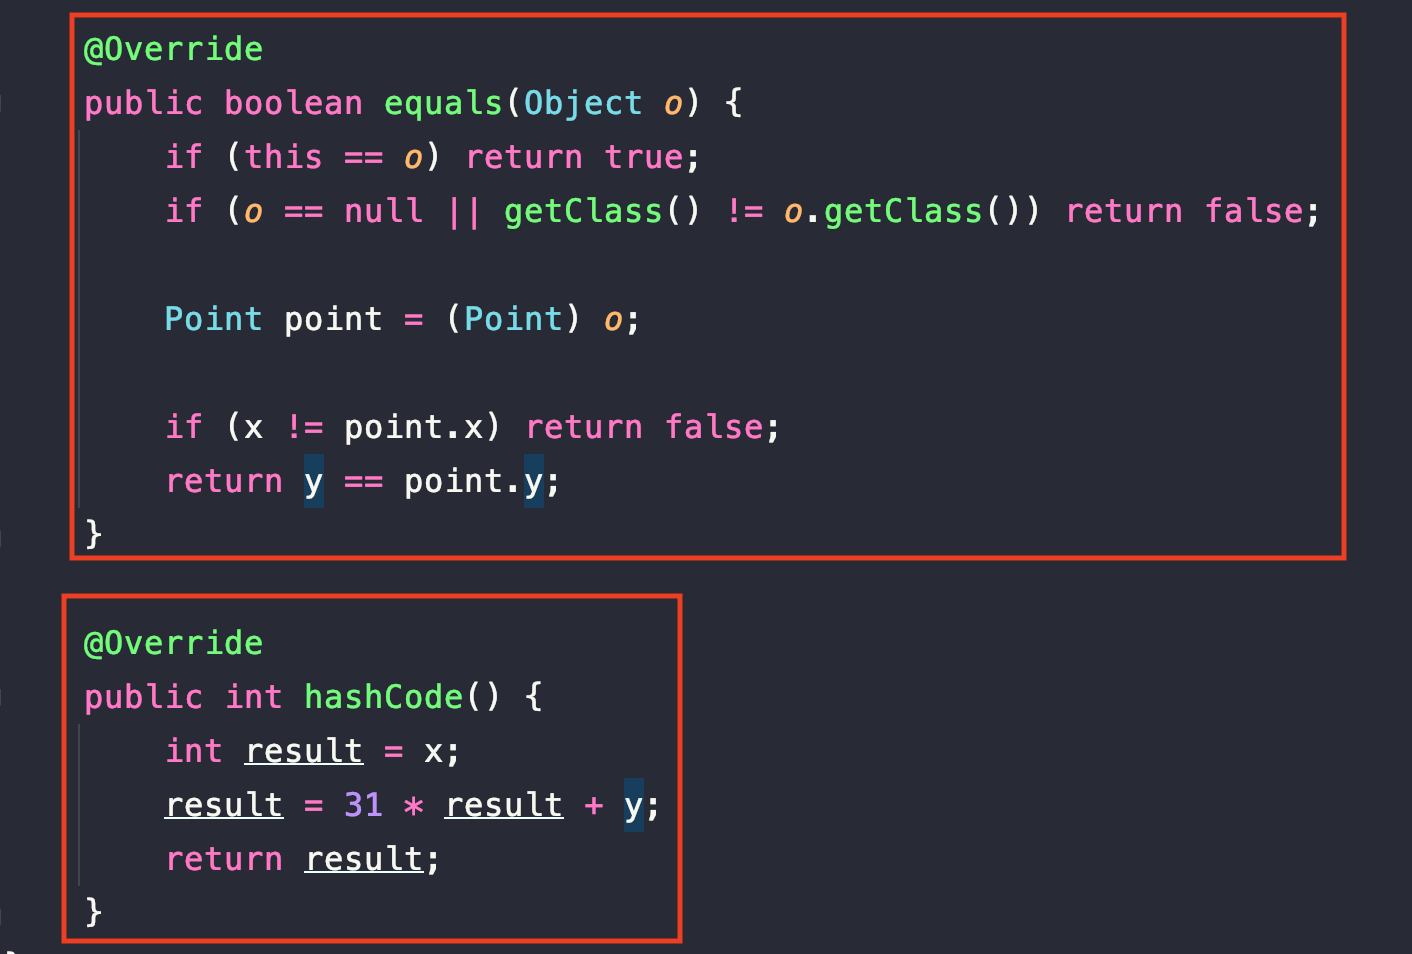 @Override
public boolean equals(Object o) {
    if (this == o) return true;
    if (o == null || getClass() != o.getClass()) return false;

    Point point = (Point) o;

    if (x != point.x) return false;
    return y == point.y;
}

@Override
public int hashCode() {
    int result = x;
    result = 31 * result + y;
    return result;
}